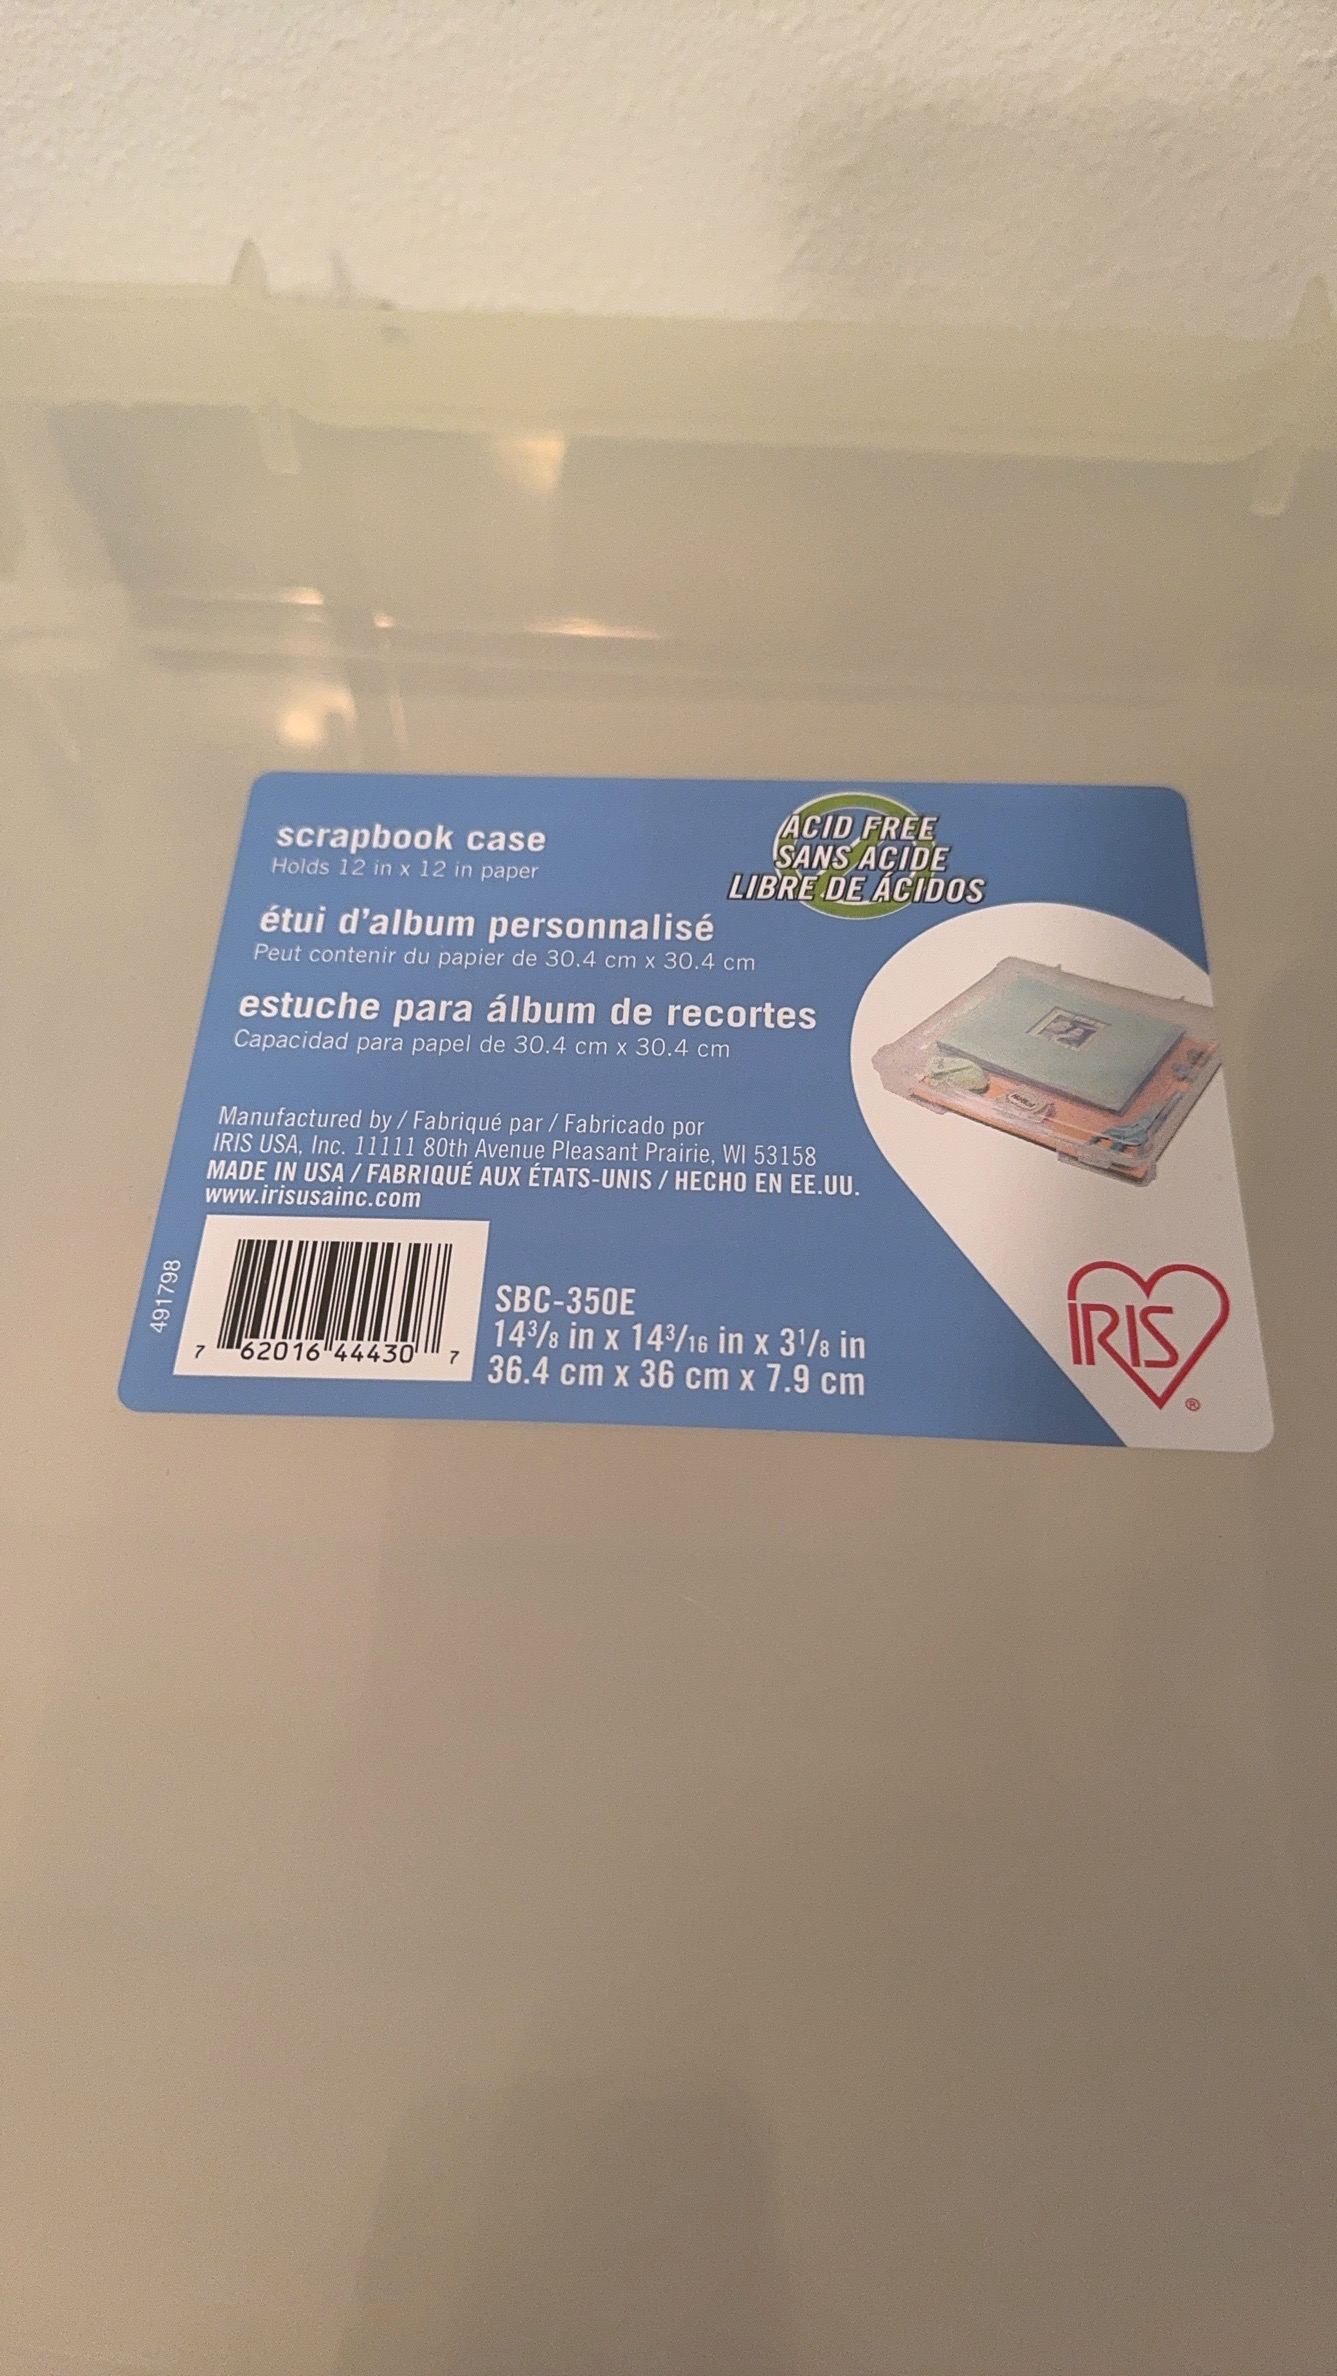 scrapbook case
Holds 12 in x 12 in paper
étui d'album personnalisé
Peut contenir du papier de 30.4 cm x 30.4 cm
estuche para álbum de recortes
Capacidad para papel de 30.4 cm x 30.4 cm
ACID FREE
SANS ACIDE
LIBRE DE ÁCIDOS
Manufactured by / Fabriqué par / Fabricado por
IRIS USA, Inc. 11111 80th Avenue Pleasant Prairie, WI 53158
MADE IN USA / FABRIQUÉ AUX ÉTATS-UNIS / HECHO EN EE.UU.
www.irisusainc.com
491798
7 62016 44430 7
SBC-350E
14³/₈ in x 14³/₁₆ in x 3¹/₈ in
36.4 cm x 36 cm x 7.9 cm
IRIS
®